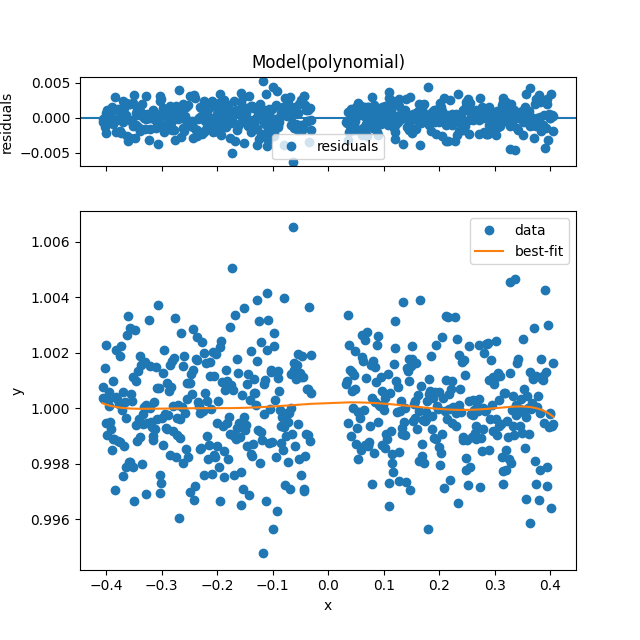 Model(polynomial)
residuals
0.005
0.000
−0.005
residuals
y
1.006
1.004
1.002
1.000
0.998
0.996
data
best-fit
−0.4 −0.3 −0.2 −0.1 0.0 0.1 0.2 0.3 0.4
x